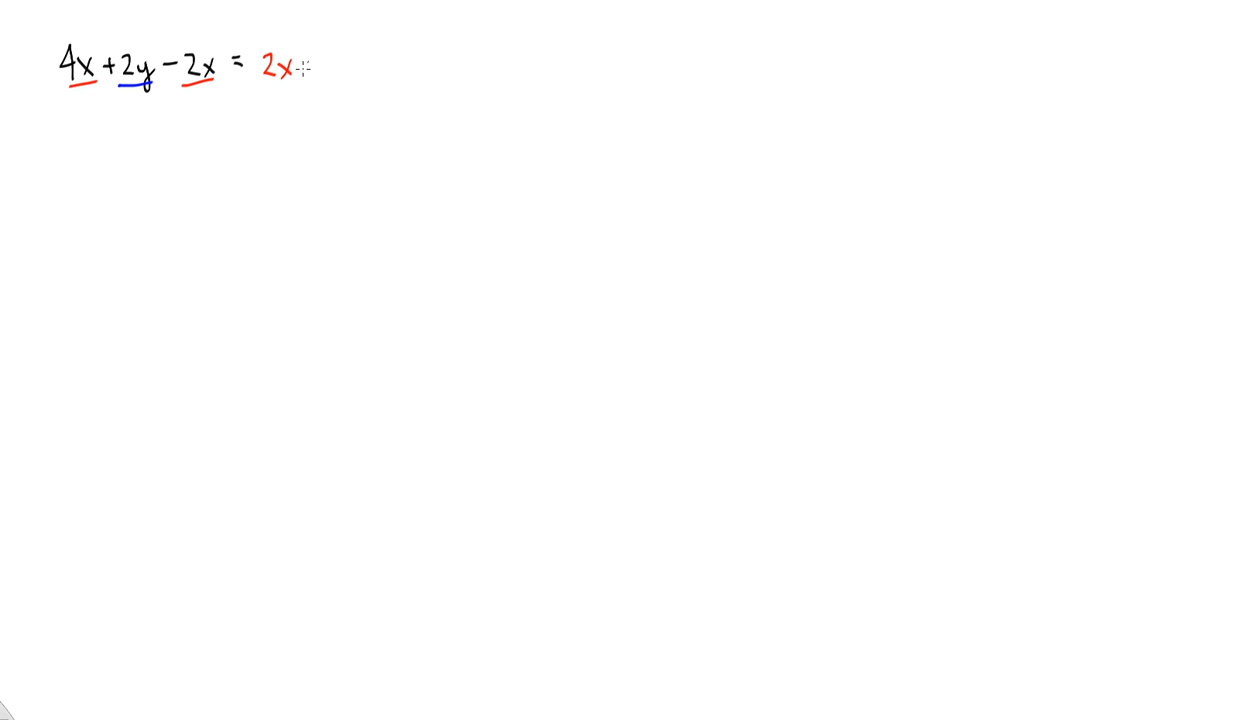 4x + 2y - 2x = 2x